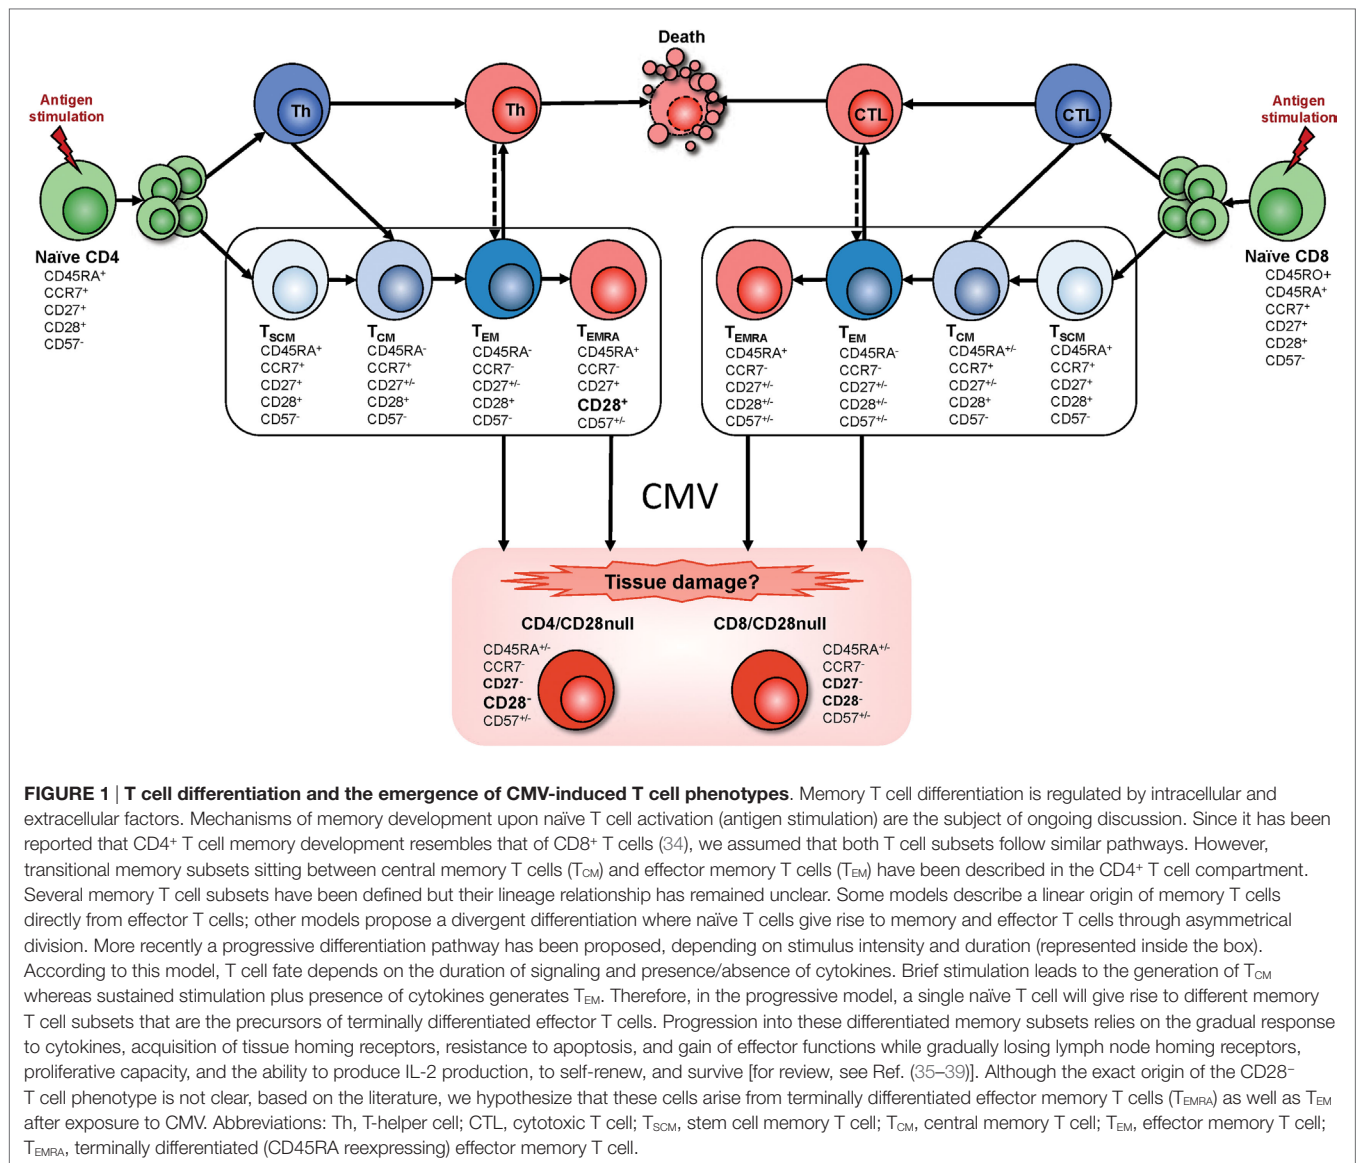 Death
Th
Th
CTL
CTL
Antigen
stimulation
Antigen
stimulation
Naïve CD4
CD45RA⁺
CCR7⁺
CD27⁺
CD28⁺
CD57⁻
Naïve CD8
CD45RO+
CD45RA⁺
CCR7⁺
CD27⁺
CD28⁺
CD57⁻
TSCM
CD45RA⁺
CCR7⁺
CD27⁺
CD28⁺
CD57⁻
TCM
CD45RA⁻
CCR7⁺
CD27⁺/⁻
CD28⁺
CD57⁻
TEM
CD45RA⁻
CCR7⁻
CD27⁺/⁻
CD28⁺
CD57⁻
TEMRA
CD45RA⁺
CCR7⁻
CD27⁺
CD28⁺
CD57⁺/⁻
TEMRA
CD45RA⁺
CCR7⁻
CD27⁺/⁻
CD28⁺/⁻
CD57⁺/⁻
TEM
CD45RA⁻
CCR7⁻
CD27⁺/⁻
CD28⁺/⁻
CD57⁺/⁻
TCM
CD45RA⁺/⁻
CCR7⁺
CD27⁺/⁻
CD28⁺
CD57⁻
TSCM
CD45RA⁺
CCR7⁺
CD27⁺
CD28⁺
CD57⁻
CMV
Tissue damage?
CD4/CD28null
CD45RA⁺/⁻
CCR7⁻
CD27⁻
CD28⁻
CD57⁺/⁻
CD8/CD28null
CD45RA⁺/⁻
CCR7⁻
CD27⁻
CD28⁻
CD57⁺/⁻
FIGURE 1 | T cell differentiation and the emergence of CMV-induced T cell phenotypes. Memory T cell differentiation is regulated by intracellular and
extracellular factors. Mechanisms of memory development upon naïve T cell activation (antigen stimulation) are the subject of ongoing discussion. Since it has been
reported that CD4⁺ T cell memory development resembles that of CD8⁺ T cells (34), we assumed that both T cell subsets follow similar pathways. However,
transitional memory subsets sitting between central memory T cells (TCM) and effector memory T cells (TEM) have been described in the CD4⁺ T cell compartment.
Several memory T cell subsets have been defined but their lineage relationship has remained unclear. Some models describe a linear origin of memory T cells
directly from effector T cells; other models propose a divergent differentiation where naïve T cells give rise to memory and effector T cells through asymmetrical
division. More recently a progressive differentiation pathway has been proposed, depending on stimulus intensity and duration (represented inside the box).
According to this model, T cell fate depends on the duration of signaling and presence/absence of cytokines. Brief stimulation leads to the generation of TCM
whereas sustained stimulation plus presence of cytokines generates TEM. Therefore, in the progressive model, a single naïve T cell will give rise to different memory
T cell subsets that are the precursors of terminally differentiated effector T cells. Progression into these differentiated memory subsets relies on the gradual response
to cytokines, acquisition of tissue homing receptors, resistance to apoptosis, and gain of effector functions while gradually losing lymph node homing receptors,
proliferative capacity, and the ability to produce IL-2 production, to self-renew, and survive [for review, see Ref. (35–39)]. Although the exact origin of the CD28⁻
T cell phenotype is not clear, based on the literature, we hypothesize that these cells arise from terminally differentiated effector memory T cells (TEMRA) as well as TEM
after exposure to CMV. Abbreviations: Th, T-helper cell; CTL, cytotoxic T cell; TSCM, stem cell memory T cell; TCM, central memory T cell; TEM, effector memory T cell;
TEMRA, terminally differentiated (CD45RA reexpressing) effector memory T cell.